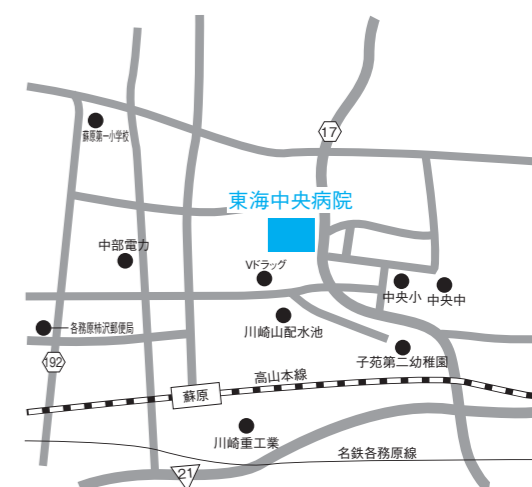 蘇原第一小学校
17
東海中央病院
中部電力
Vドラッグ
中央小
中央中
川崎山配水池
各務原柿沢郵便局
子苑第二幼稚園
192
高山本線
蘇原
川崎重工業
名鉄各務原線
21